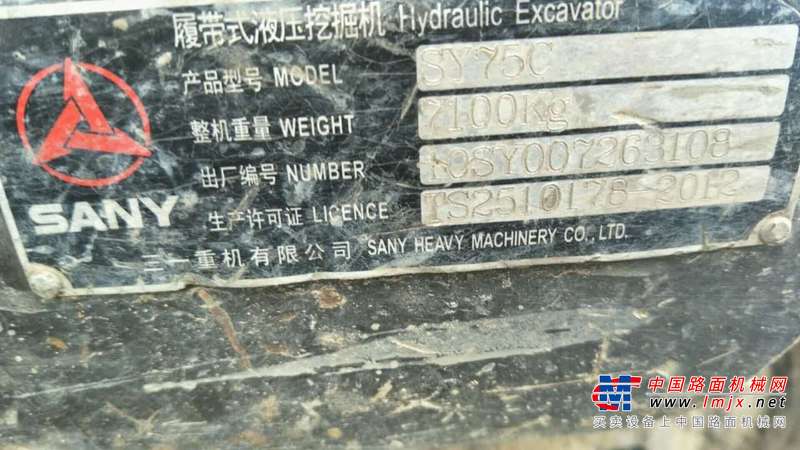 履带式液压挖掘机 Hydraulic Excavator
产品型号 MODEL SY75C
整机重量 WEIGHT 7100Kg
出厂编号 NUMBER 10SY007263108
生产许可证 LICENCE TS2510178-2012
SANY
三一重机有限公司 SANY HEAVY MACHINERY CO.,LTD.
中国路面机械网
www.lmjx.net
买卖设备上中国路面机械网